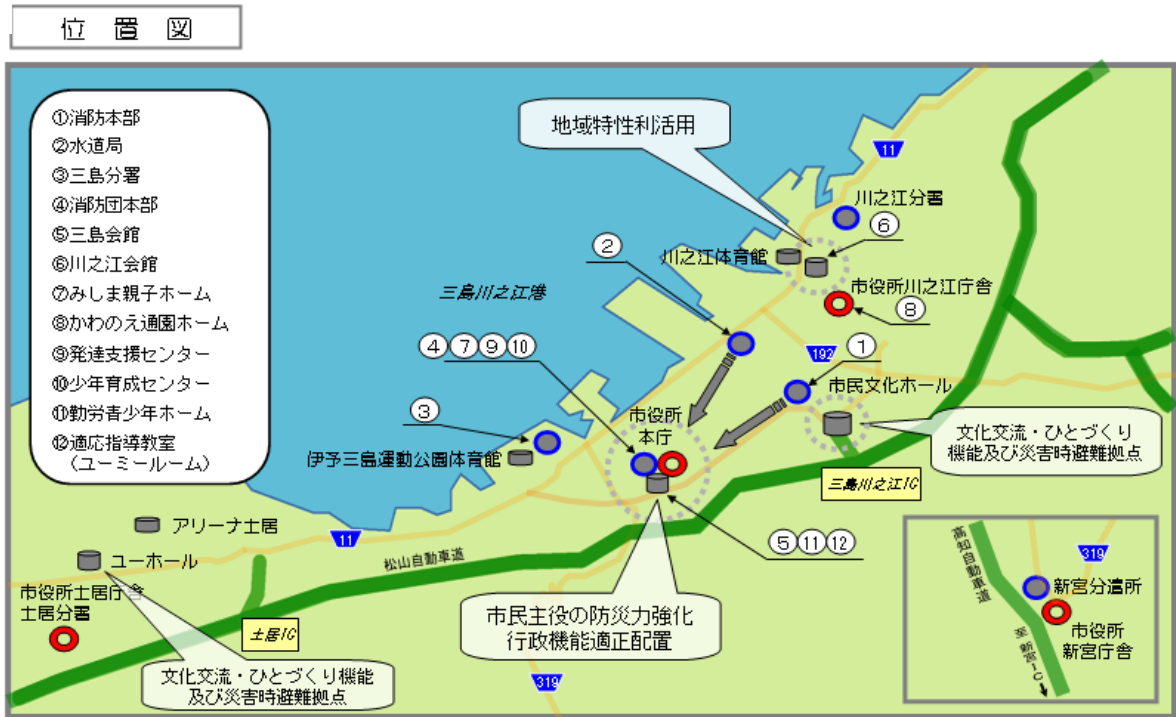 位置図
①消防本部
②水道局
③三島分署
④消防団本部
⑤三島会館
⑥川之江会館
⑦みしま親子ホーム
⑧かわのえ通園ホーム
⑨発達支援センター
⑩少年育成センター
⑪勤労青少年ホーム
⑫適応指導教室
(ユーミールーム)
地域特性利活用
11
川之江分署
⑥
②
川之江体育館
三島川之江港
市役所川之江庁舎
⑧
④⑦⑨⑩
192
①
市民文化ホール
③
市役所
本庁
文化交流・ひとづくり
機能及び災害時避難拠点
伊予三島運動公園体育館
三島川之江IC
アリーナ土居
11
⑤⑪⑫
松山自動車道
ユーホール
市役所土居庁舎
土居分署
土居IC
市民主役の防災力強化
行政機能適正配置
文化交流・ひとづくり機能
及び災害時避難拠点
319
高知自動車道
319
新宮分遣所
市役所
新宮庁舎
至新宮IC